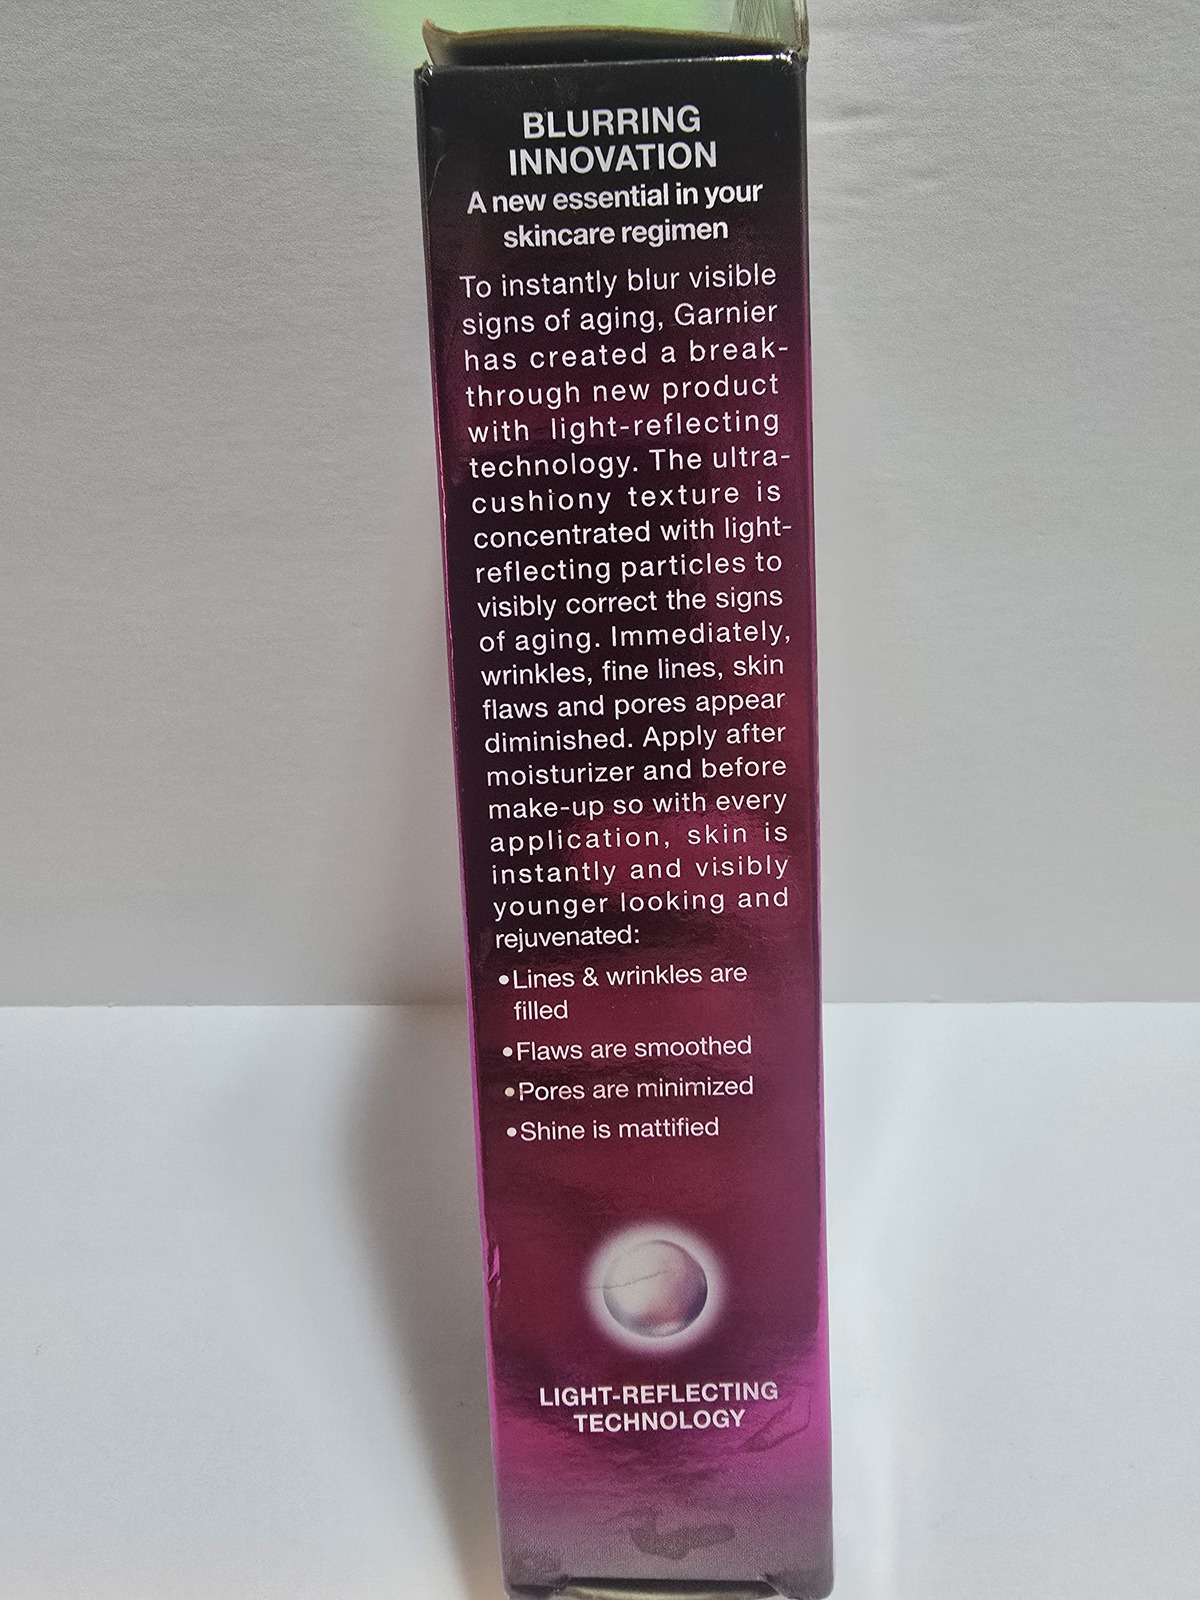 BLURRING
INNOVATION
A new essential in your
skincare regimen
To instantly blur visible
signs of aging, Garnier
has created a break-
through new product
with light-reflecting
technology. The ultra-
cushiony texture is
concentrated with light-
reflecting particles to
visibly correct the signs
of aging. Immediately,
wrinkles, fine lines, skin
flaws and pores appear
diminished. Apply after
moisturizer and before
make-up so with every
application, skin is
instantly and visibly
younger looking and
rejuvenated:
•Lines & wrinkles are
filled
•Flaws are smoothed
•Pores are minimized
•Shine is mattified
LIGHT-REFLECTING
TECHNOLOGY